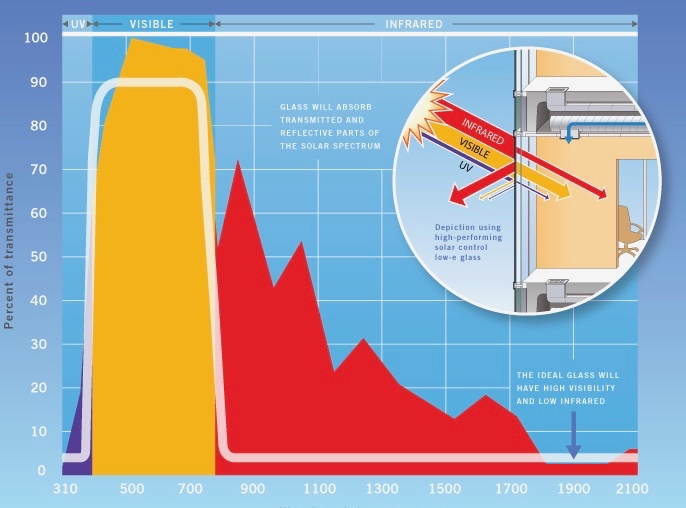 UV VISIBLE INFRARED
100
90
80
70
60
50
40
30
20
10
0
Percent of transmittance
310 500 700 900 1100 1300 1500 1700 1900 2100
GLASS WILL ABSORB
TRANSMITTED AND
REFLECTIVE PARTS OF
THE SOLAR SPECTRUM
INFRARED
VISIBLE
UV
Depiction using
high-performing
solar control
low-e glass
THE IDEAL GLASS WILL
HAVE HIGH VISIBILITY
AND LOW INFRARED